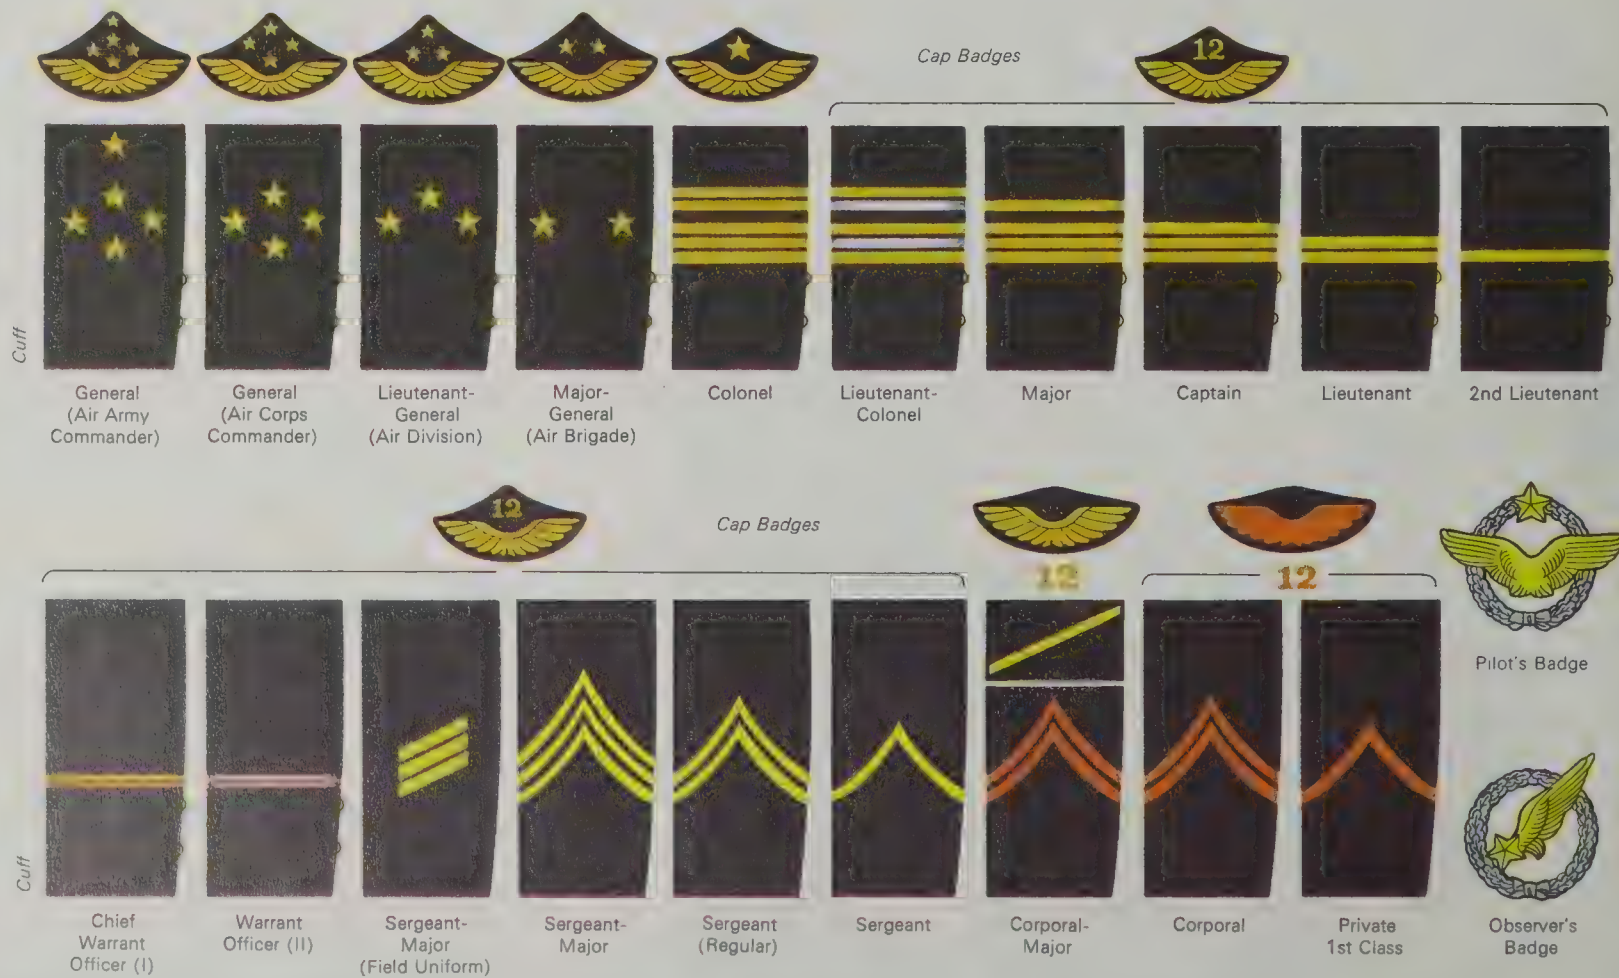 Cap Badges
12
Cuff
General
(Air Army
Commander)
General
(Air Corps
Commander)
Lieutenant-
General
(Air Division)
Major-
General
(Air Brigade)
Colonel
Lieutenant-
Colonel
Major
Captain
Lieutenant
2nd Lieutenant
12
Cap Badges
12
12
Pilot's Badge
Cuff
Chief
Warrant
Officer (I)
Warrant
Officer (II)
Sergeant-
Major
(Field Uniform)
Sergeant-
Major
Sergeant
(Regular)
Sergeant
Corporal-
Major
Corporal
Private
1st Class
Observer's
Badge